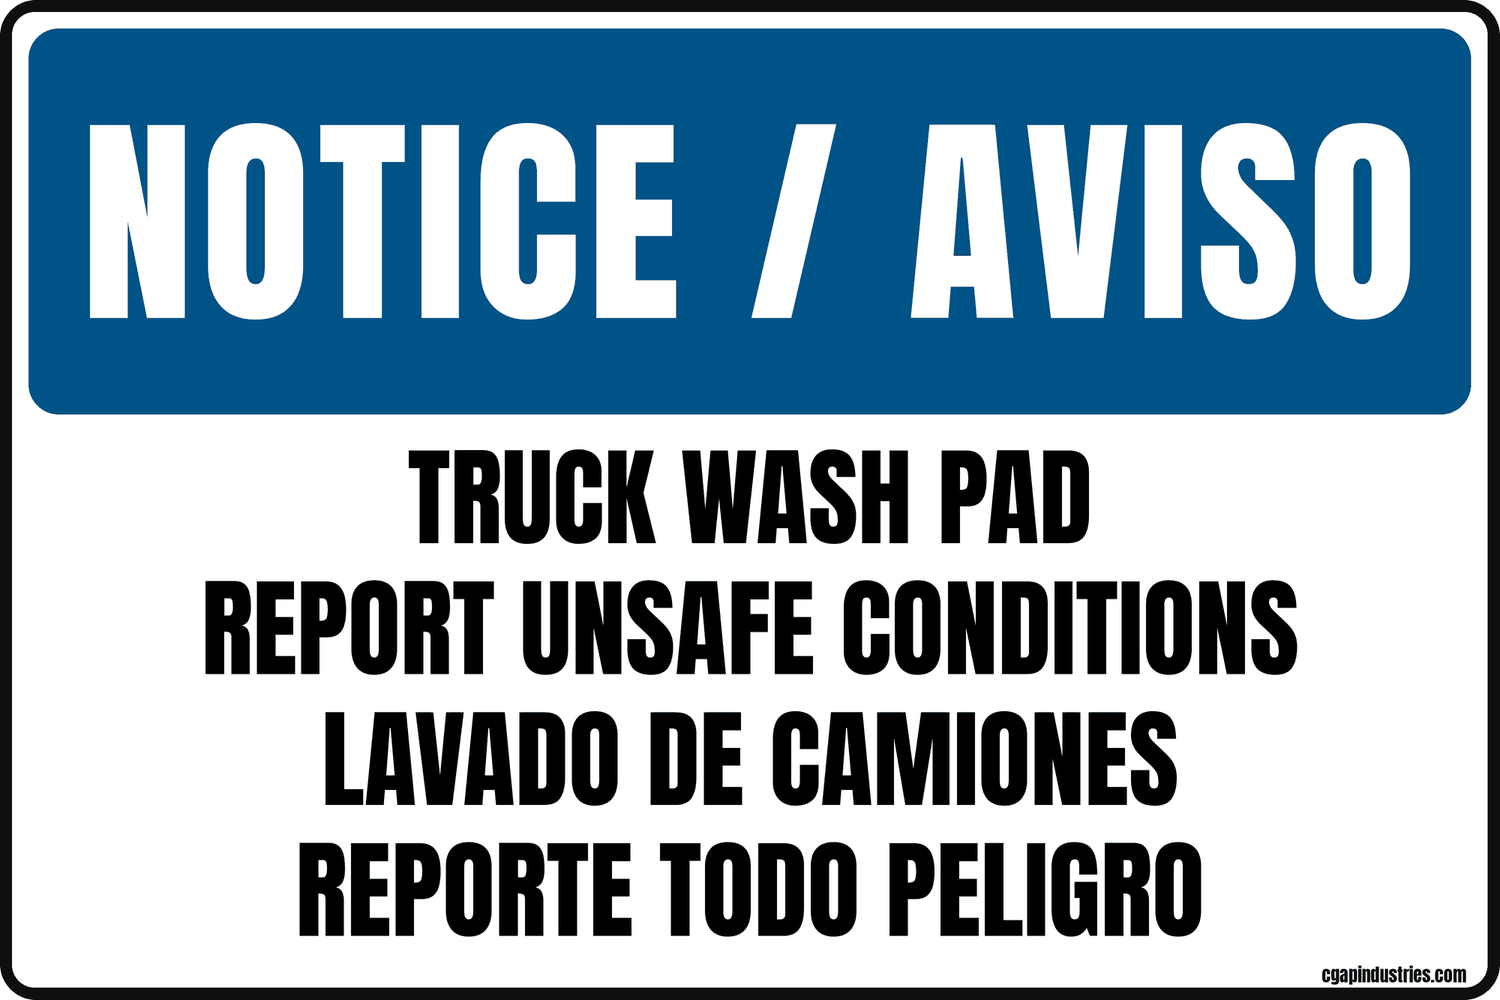 NOTICE / AVISO
TRUCK WASH PAD
REPORT UNSAFE CONDITIONS
LAVADO DE CAMIONES
REPORTE TODO PELIGRO
cgapindustries.com